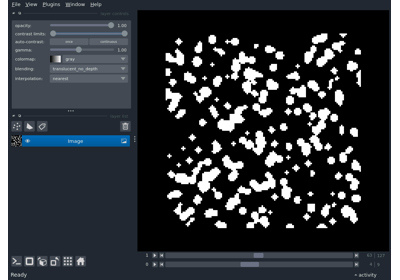 File View Plugins Window Help
opacity: 1.00
contrast limits:
auto-contrast: once continuous
gamma: 1.00
colormap: gray
blending: translucent_no_depth
interpolation: nearest
Image
1
0
Ready
activity